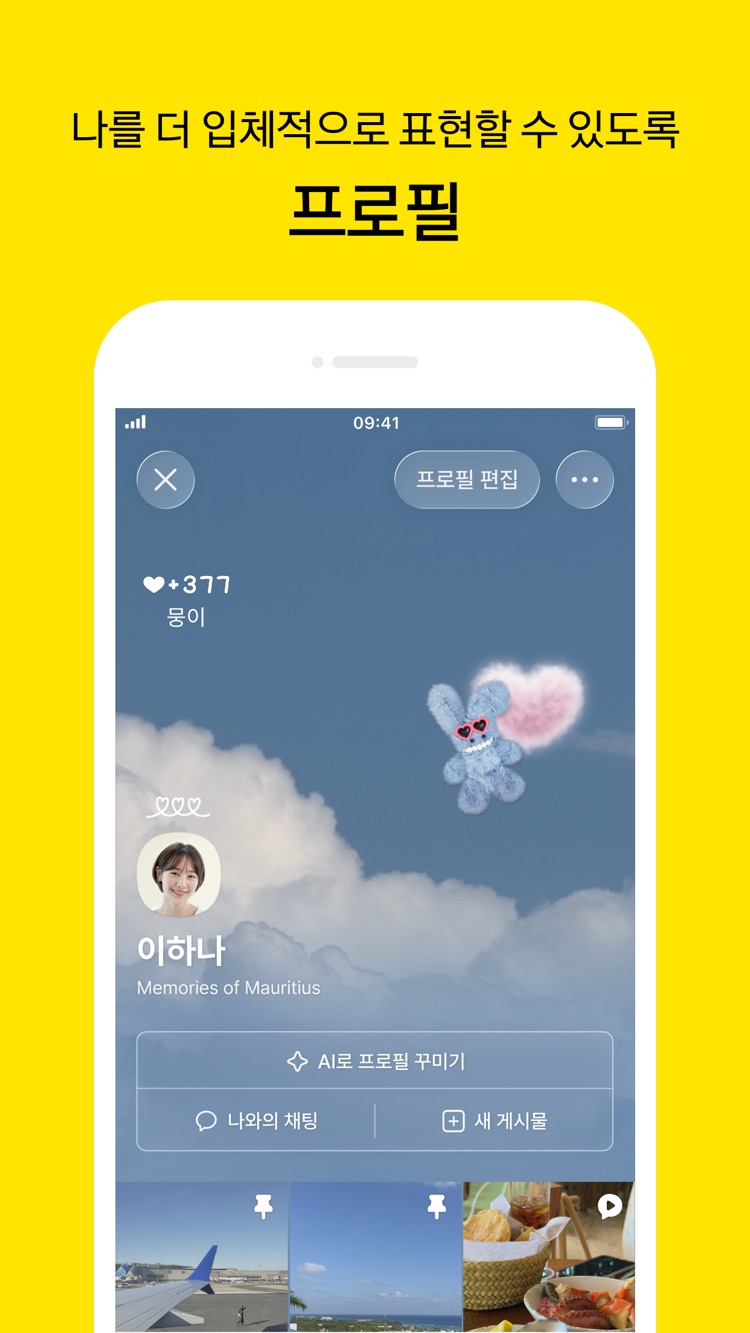 나를 더 입체적으로 표현할 수 있도록
프로필
09:41
프로필 편집
+377
뭉이
이하나
Memories of Mauritius
AI로 프로필 꾸미기
나와의 채팅
새 게시물